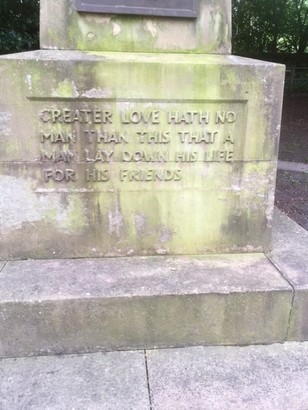 GREATER LOVE HATH NO
MAN THAN THIS THAT A
MAN LAY DOWN HIS LIFE
FOR HIS FRIENDS